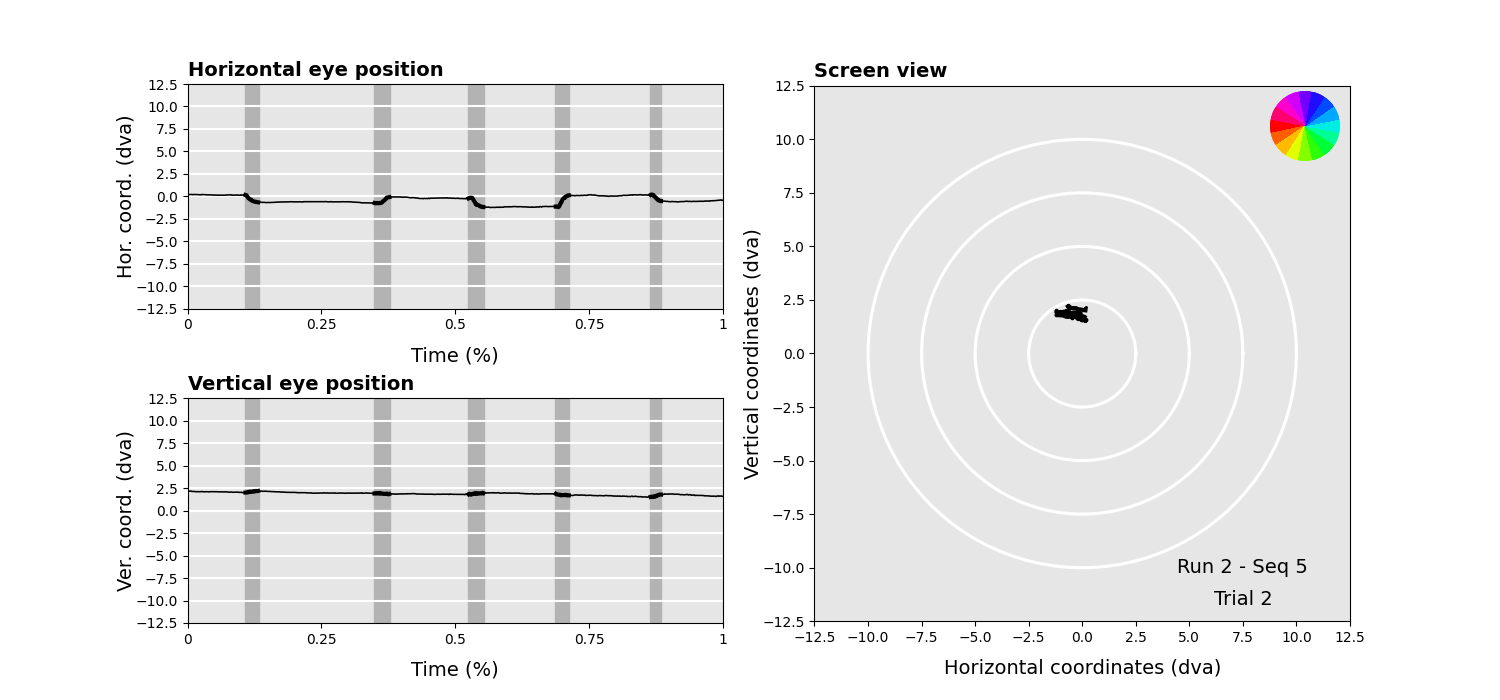 Horizontal eye position
Hor. coord. (dva)
12.5
10.0
7.5
5.0
2.5
0.0
−2.5
−5.0
−7.5
−10.0
−12.5
0 0.25 0.5 0.75 1
Time (%)
Vertical eye position
Ver. coord. (dva)
12.5
10.0
7.5
5.0
2.5
0.0
−2.5
−5.0
−7.5
−10.0
−12.5
0 0.25 0.5 0.75 1
Time (%)
Screen view
Vertical coordinates (dva)
12.5
10.0
7.5
5.0
2.5
0.0
−2.5
−5.0
−7.5
−10.0
−12.5
Run 2 - Seq 5
Trial 2
−12.5 −10.0 −7.5 −5.0 −2.5 0.0 2.5 5.0 7.5 10.0 12.5
Horizontal coordinates (dva)